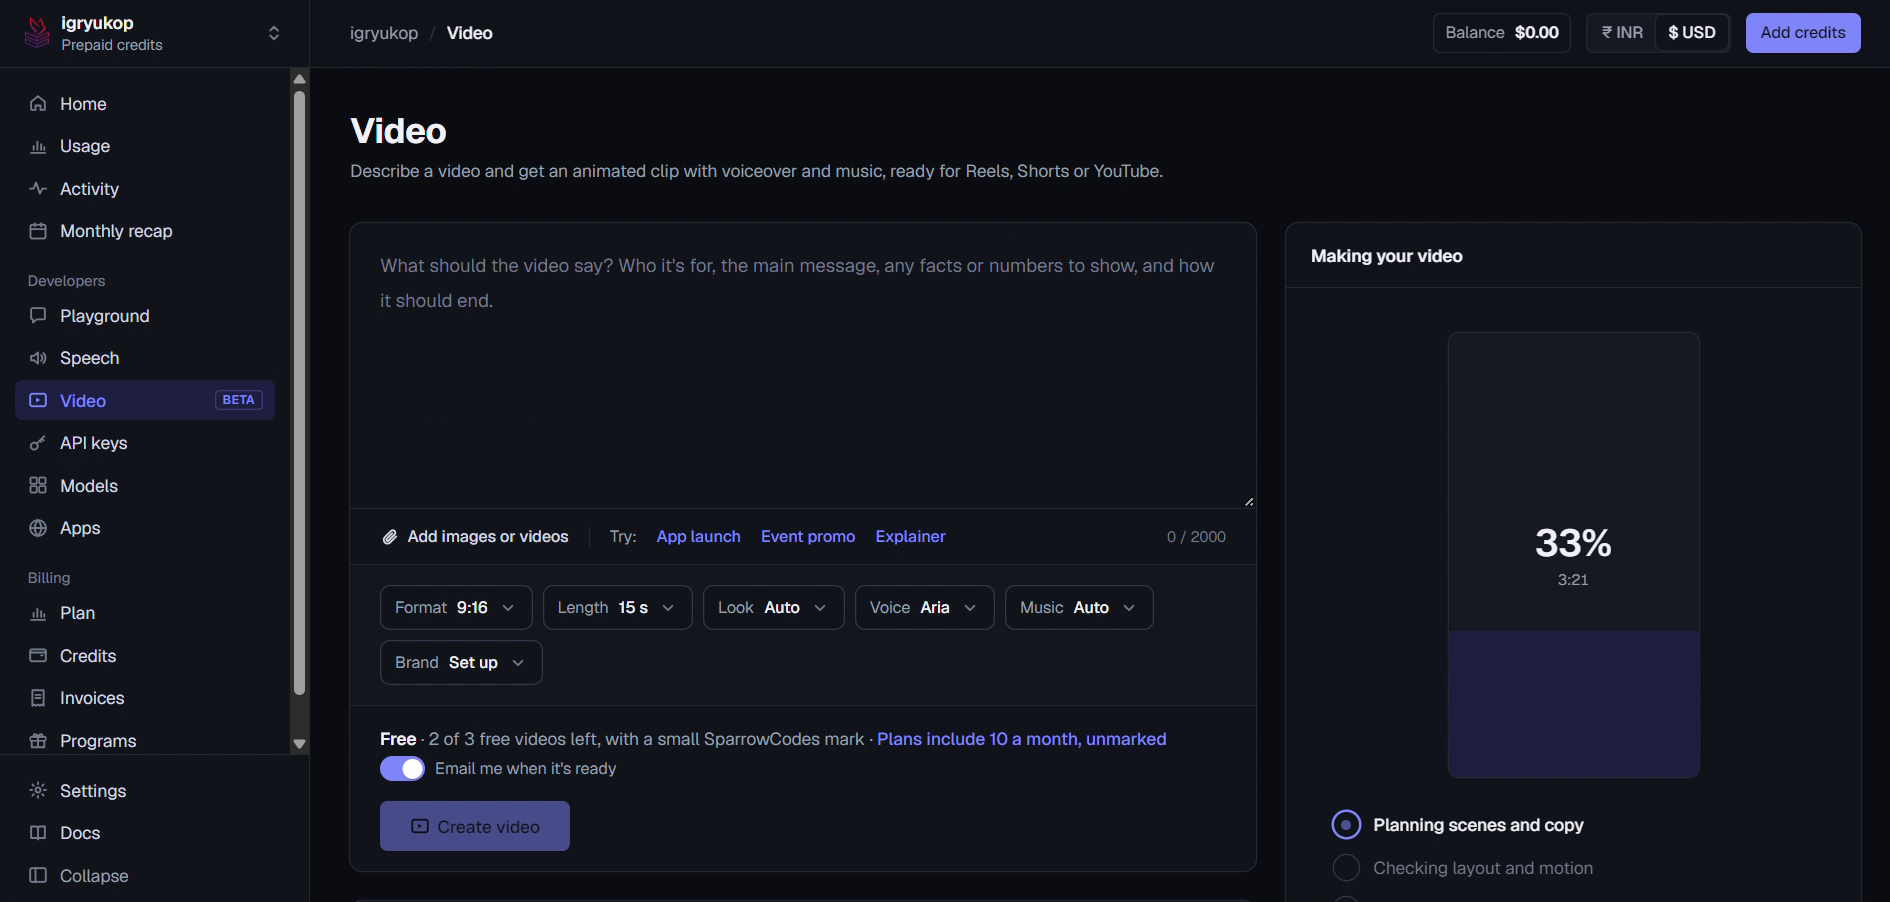 igryukop
Prepaid credits
igryukop / Video
Balance $0.00
₹ INR
$ USD
Add credits
Home
Usage
Activity
Monthly recap
Developers
Playground
Speech
Video BETA
API keys
Models
Apps
Billing
Plan
Credits
Invoices
Programs
Settings
Docs
Collapse
Video
Describe a video and get an animated clip with voiceover and music, ready for Reels, Shorts or YouTube.
What should the video say? Who it's for, the main message, any facts or numbers to show, and how
it should end.
Add images or videos
Try: App launch Event promo Explainer
0 / 2000
Format 9:16
Length 15 s
Look Auto
Voice Aria
Music Auto
Brand Set up
Free · 2 of 3 free videos left, with a small SparrowCodes mark · Plans include 10 a month, unmarked
Email me when it's ready
Create video
Making your video
33%
3:21
Planning scenes and copy
Checking layout and motion